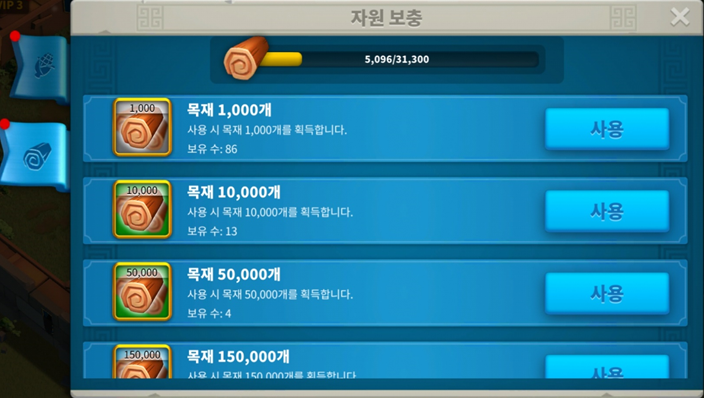 VIP 3
자원 보충
5,096/31,300
1,000
목재 1,000개
사용 시 목재 1,000개를 획득합니다.
보유 수: 86
사용
10,000
목재 10,000개
사용 시 목재 10,000개를 획득합니다.
보유 수: 13
사용
50,000
목재 50,000개
사용 시 목재 50,000개를 획득합니다.
보유 수: 4
사용
150,000
목재 150,000개
사용 시 목재 150,000개를 획득합니다.
사용